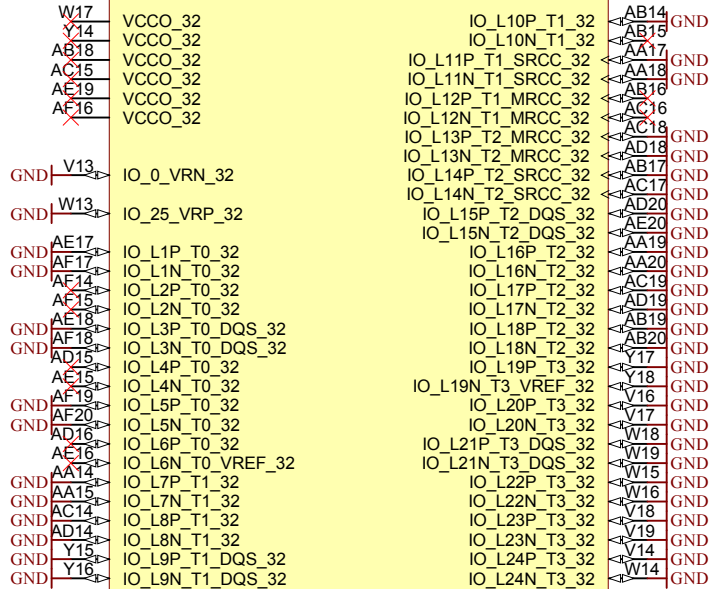 W17 VCCO_32 IO_L10P_T1_32 AB14 GND
Y14 VCCO_32 IO_L10N_T1_32 AB15
AB18 VCCO_32 IO_L11P_T1_SRCC_32 AA17 GND
AC15 VCCO_32 IO_L11N_T1_SRCC_32 AA18 GND
AE19 VCCO_32 IO_L12P_T1_MRCC_32 AB16
AF16 VCCO_32 IO_L12N_T1_MRCC_32 AC16
IO_L13P_T2_MRCC_32 AC18 GND
IO_L13N_T2_MRCC_32 AD18 GND
GND V13 IO_0_VRN_32 IO_L14P_T2_SRCC_32 AB17 GND
IO_L14N_T2_SRCC_32 AC17 GND
GND W13 IO_25_VRP_32 IO_L15P_T2_DQS_32 AD20 GND
IO_L15N_T2_DQS_32 AE20 GND
GND AE17 IO_L1P_T0_32 IO_L16P_T2_32 AA19 GND
GND AF17 IO_L1N_T0_32 IO_L16N_T2_32 AA20 GND
AF14 IO_L2P_T0_32 IO_L17P_T2_32 AC19 GND
AF15 IO_L2N_T0_32 IO_L17N_T2_32 AD19 GND
GND AE18 IO_L3P_T0_DQS_32 IO_L18P_T2_32 AB19 GND
GND AF18 IO_L3N_T0_DQS_32 IO_L18N_T2_32 AB20 GND
AD15 IO_L4P_T0_32 IO_L19P_T3_32 Y17 GND
AE15 IO_L4N_T0_32 IO_L19N_T3_VREF_32 Y18 GND
GND AF19 IO_L5P_T0_32 IO_L20P_T3_32 V16 GND
GND AF20 IO_L5N_T0_32 IO_L20N_T3_32 V17 GND
AD16 IO_L6P_T0_32 IO_L21P_T3_DQS_32 W18 GND
AE16 IO_L6N_T0_VREF_32 IO_L21N_T3_DQS_32 W19 GND
GND AA14 IO_L7P_T1_32 IO_L22P_T3_32 W15 GND
GND AA15 IO_L7N_T1_32 IO_L22N_T3_32 W16 GND
GND AC14 IO_L8P_T1_32 IO_L23P_T3_32 V18 GND
GND AD14 IO_L8N_T1_32 IO_L23N_T3_32 V19 GND
GND Y15 IO_L9P_T1_DQS_32 IO_L24P_T3_32 V14 GND
GND Y16 IO_L9N_T1_DQS_32 IO_L24N_T3_32 W14 GND